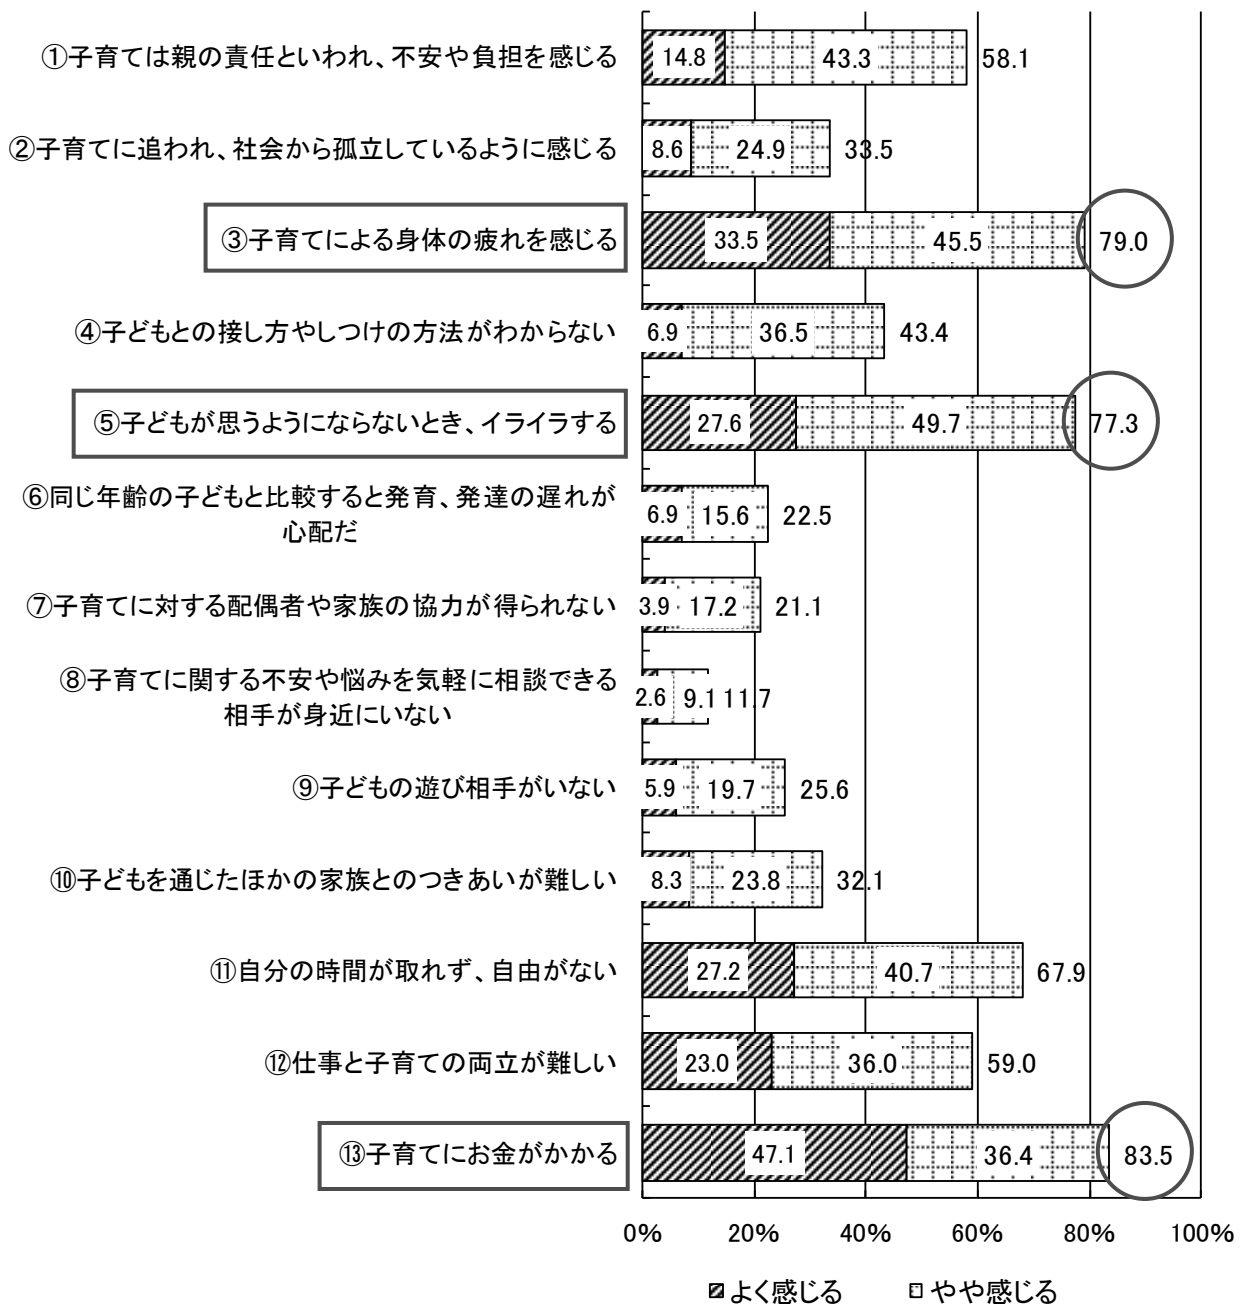 ①子育ては親の責任といわれ、不安や負担を感じる 14.8 43.3 58.1
②子育てに追われ、社会から孤立しているように感じる 8.6 24.9 33.5
③子育てによる身体の疲れを感じる 33.5 45.5 79.0
④子どもとの接し方やしつけの方法がわからない 6.9 36.5 43.4
⑤子どもが思うようにならないとき、イライラする 27.6 49.7 77.3
⑥同じ年齢の子どもと比較すると発育、発達の遅れが
心配だ 6.9 15.6 22.5
⑦子育てに対する配偶者や家族の協力が得られない 3.9 17.2 21.1
⑧子育てに関する不安や悩みを気軽に相談できる
相手が身近にいない 2.6 9.1 11.7
⑨子どもの遊び相手がいない 5.9 19.7 25.6
⑩子どもを通じたほかの家族とのつきあいが難しい 8.3 23.8 32.1
⑪自分の時間が取れず、自由がない 27.2 40.7 67.9
⑫仕事と子育ての両立が難しい 23.0 36.0 59.0
⑬子育てにお金がかかる 47.1 36.4 83.5
0% 20% 40% 60% 80% 100%
よく感じる やや感じる